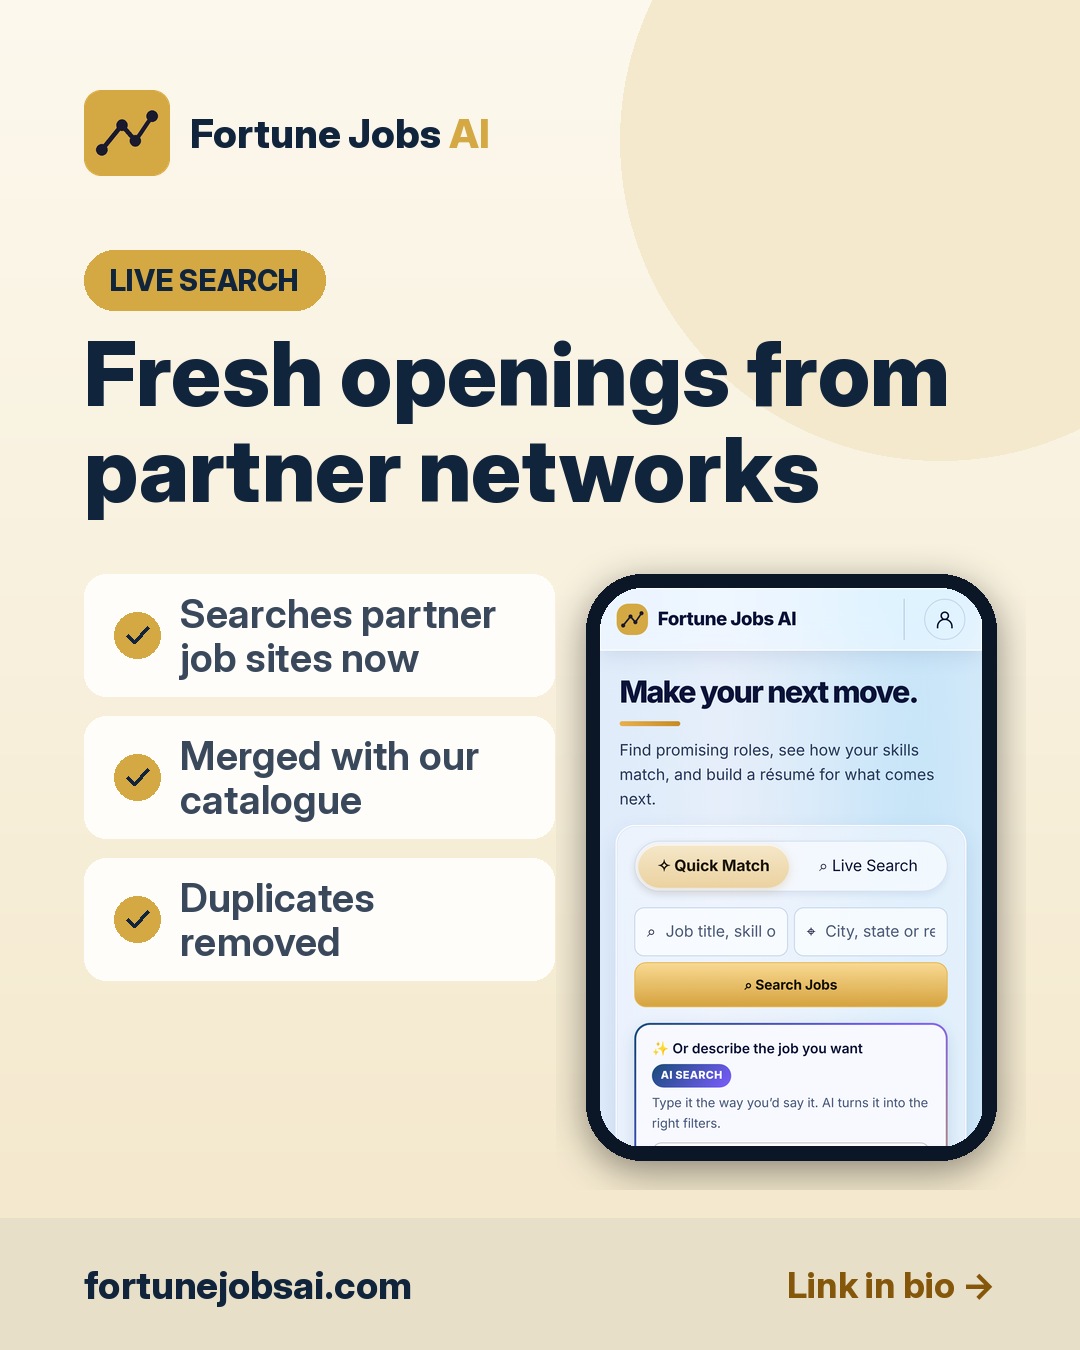 Fortune Jobs AI
LIVE SEARCH
Fresh openings from
partner networks
Searches partner
job sites now
Merged with our
catalogue
Duplicates
removed
Fortune Jobs AI
Make your next move.
Find promising roles, see how your skills
match, and build a résumé for what comes
next.
Quick Match
Live Search
Job title, skill o
City, state or re
Search Jobs
✨ Or describe the job you want
AI SEARCH
Type it the way you’d say it. AI turns it into the
right filters.
fortunejobsai.com
Link in bio →